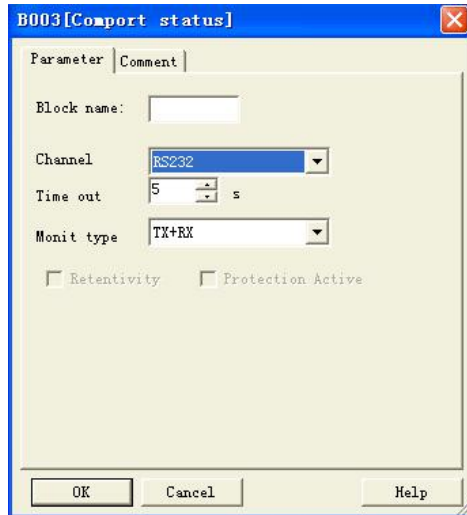 B003[Comport status]
Parameter Comment
Block name:
Channel RS232
Time out 5 s
Monit type TX+RX
Retentivity Protection Active
OK Cancel Help